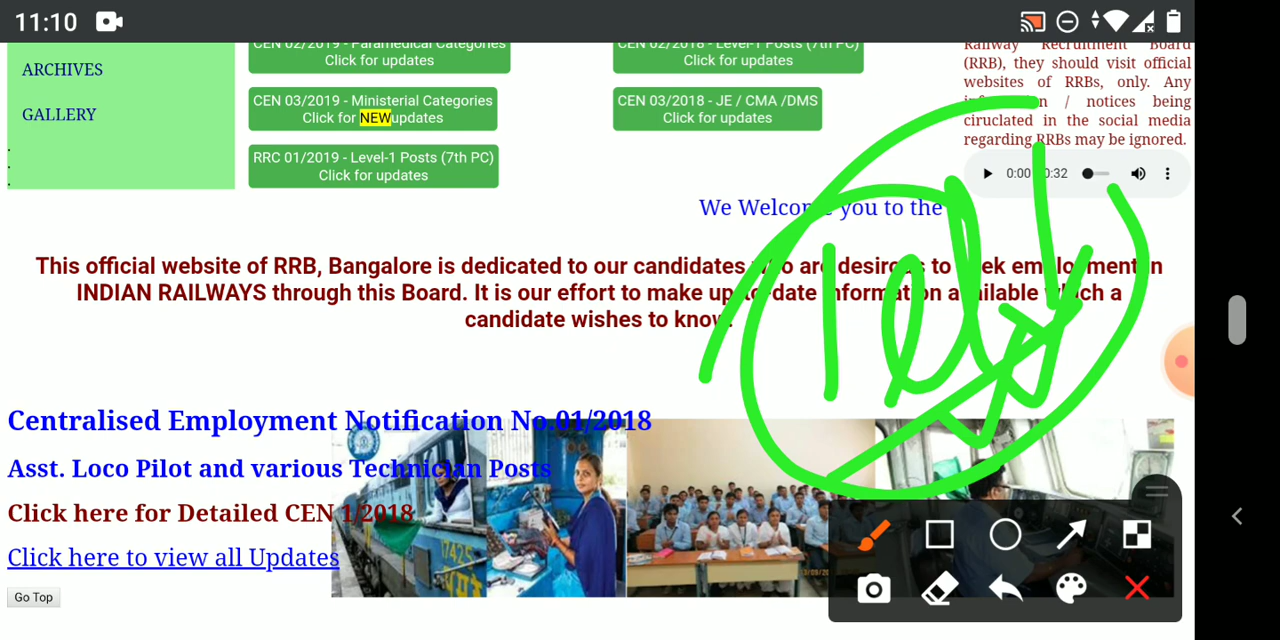 11:10
ARCHIVES
GALLERY
CEN 02/2019 - Paramedical Categories
Click for updates
CEN 03/2019 - Ministerial Categories
Click for NEWupdates
RRC 01/2019 - Level-1 Posts (7th PC)
Click for updates
CEN 02/2018 - Level-1 Posts (7th PC)
Click for updates
CEN 03/2018 - JE / CMA /DMS
Click for updates
Railway Recruitment Board
(RRB), they should visit official
websites of RRBs, only. Any
/ notices being
ciruclated in the social media
regarding RRBs may be ignored.
0:00 0:32
We Welcome you to the
This official website of RRB, Bangalore is dedicated to our candidates who are desirous to seek employment in
INDIAN RAILWAYS through this Board. It is our effort to make up-to-date information available which a
candidate wishes to know.
Centralised Employment Notification No.01/2018
Asst. Loco Pilot and various Technician Posts
Click here for Detailed CEN 1/2018
Click here to view all Updates
Go Top
17425